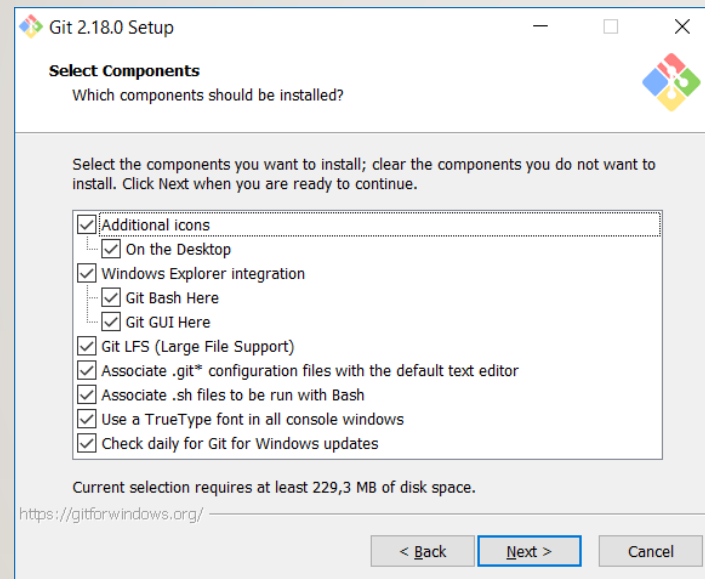 Git 2.18.0 Setup
Select Components
Which components should be installed?
Select the components you want to install; clear the components you do not want to
install. Click Next when you are ready to continue.
Additional icons
On the Desktop
Windows Explorer integration
Git Bash Here
Git GUI Here
Git LFS (Large File Support)
Associate .git* configuration files with the default text editor
Associate .sh files to be run with Bash
Use a TrueType font in all console windows
Check daily for Git for Windows updates
Current selection requires at least 229,3 MB of disk space.
https://gitforwindows.org/
< Back Next > Cancel